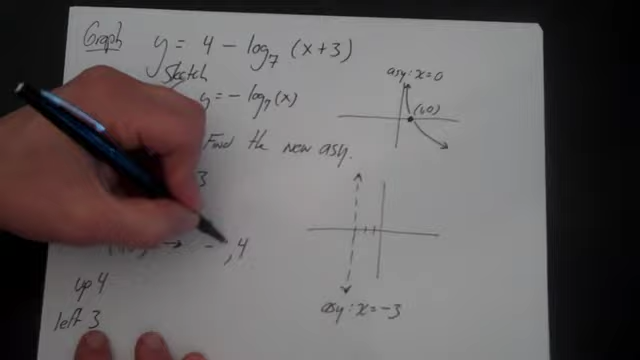 Graph y = 4 - log₇ (x+3)
Sketch
y = - log₇(x)
asy: x=0
(1,0)
Find the new asy.
3
→ - , 4
up 4
left 3
asy: x=-3